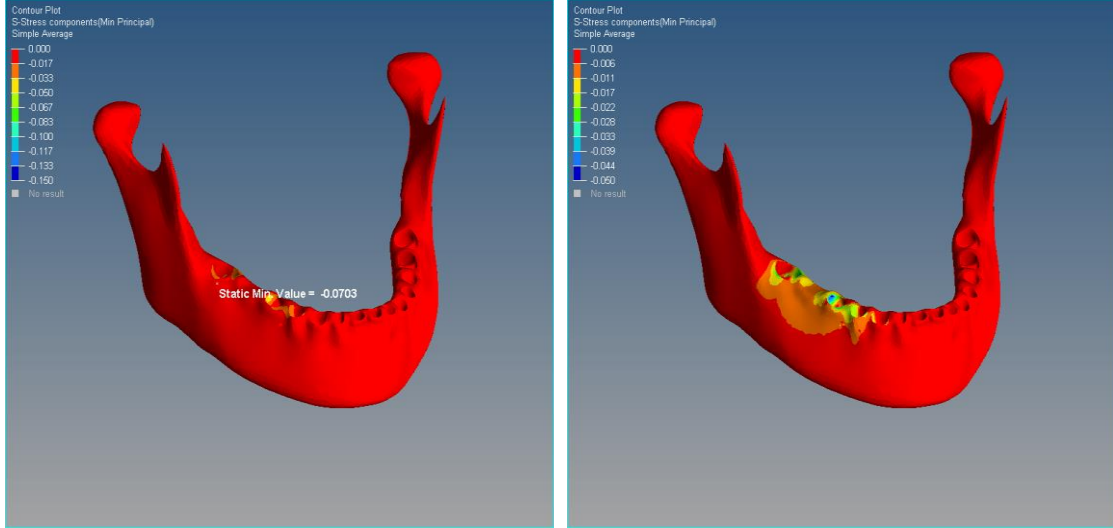 Contour Plot
S-Stress components(Min Principal)
Simple Average
0.000
-0.017
-0.033
-0.050
-0.067
-0.083
-0.100
-0.117
-0.133
-0.150
No result
Static Min. Value = -0.0703
Contour Plot
S-Stress components(Min Principal)
Simple Average
0.000
-0.006
-0.011
-0.017
-0.022
-0.028
-0.033
-0.039
-0.044
-0.050
No result